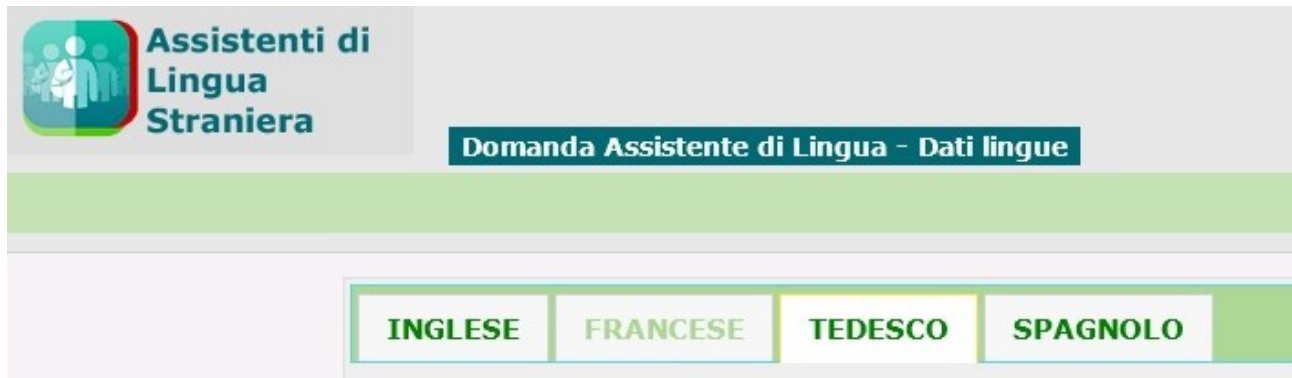 Assistenti di
Lingua
Straniera
Domanda Assistente di Lingua - Dati lingue
INGLESE FRANCESE TEDESCO SPAGNOLO